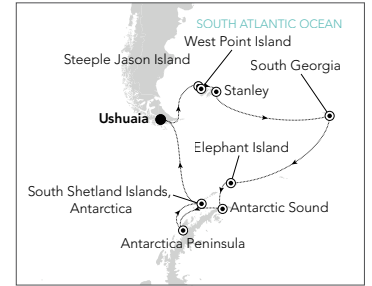 SOUTH ATLANTIC OCEAN
West Point Island
Steeple Jason Island
South Georgia
Stanley
Ushuaia
Elephant Island
South Shetland Islands,
Antarctica
Antarctic Sound
Antarctica Peninsula